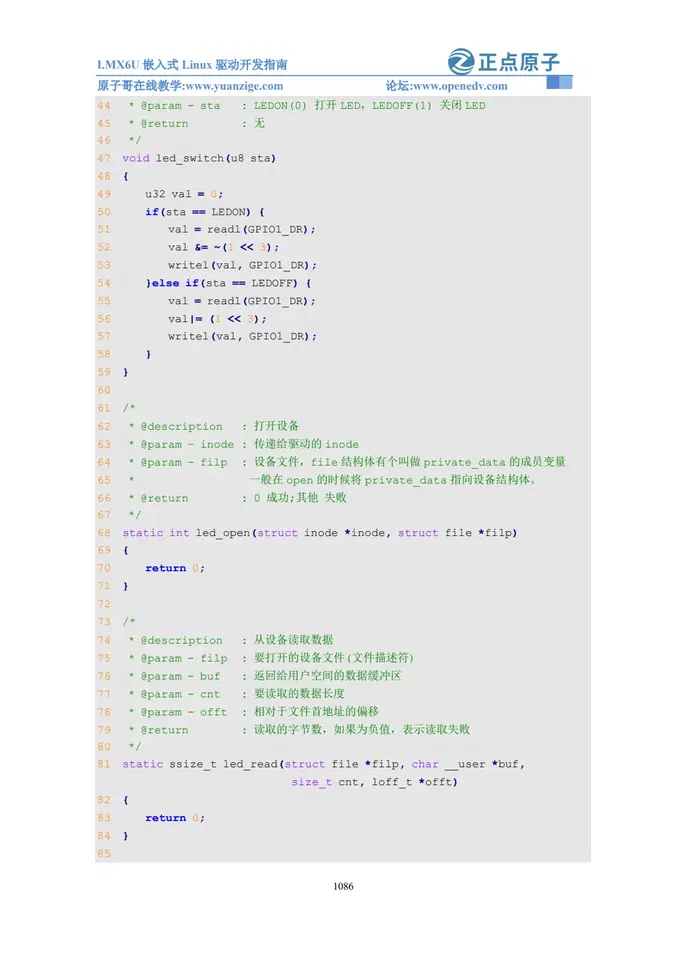 I.MX6U 嵌入式 Linux 驱动开发指南
正点原子
原子哥在线教学:www.yuanzige.com 论坛:www.openedv.com
44 * @param - sta : LEDON(0) 打开 LED，LEDOFF(1) 关闭 LED
45 * @return : 无
46 */
47 void led_switch(u8 sta)
48 {
49 u32 val = 0;
50 if(sta == LEDON) {
51 val = readl(GPIO1_DR);
52 val &= ~(1 << 3);
53 writel(val, GPIO1_DR);
54 }else if(sta == LEDOFF) {
55 val = readl(GPIO1_DR);
56 val|= (1 << 3);
57 writel(val, GPIO1_DR);
58 }
59 }
60
61 /*
62 * @description : 打开设备
63 * @param – inode : 传递给驱动的 inode
64 * @param - filp : 设备文件，file 结构体有个叫做 private_data 的成员变量
65 * 一般在 open 的时候将 private_data 指向设备结构体。
66 * @return : 0 成功;其他 失败
67 */
68 static int led_open(struct inode *inode, struct file *filp)
69 {
70 return 0;
71 }
72
73 /*
74 * @description : 从设备读取数据
75 * @param - filp : 要打开的设备文件(文件描述符)
76 * @param - buf : 返回给用户空间的数据缓冲区
77 * @param - cnt : 要读取的数据长度
78 * @param - offt : 相对于文件首地址的偏移
79 * @return : 读取的字节数，如果为负值，表示读取失败
80 */
81 static ssize_t led_read(struct file *filp, char __user *buf,
size_t cnt, loff_t *offt)
82 {
83 return 0;
84 }
85
1086